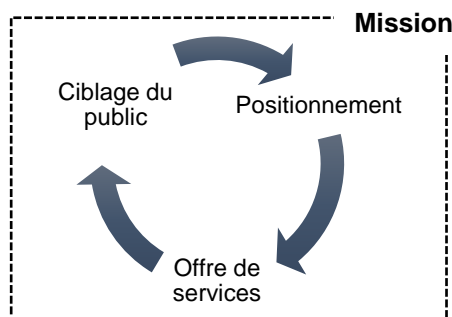 Mission
Ciblage du
public
Positionnement
Offre de
services